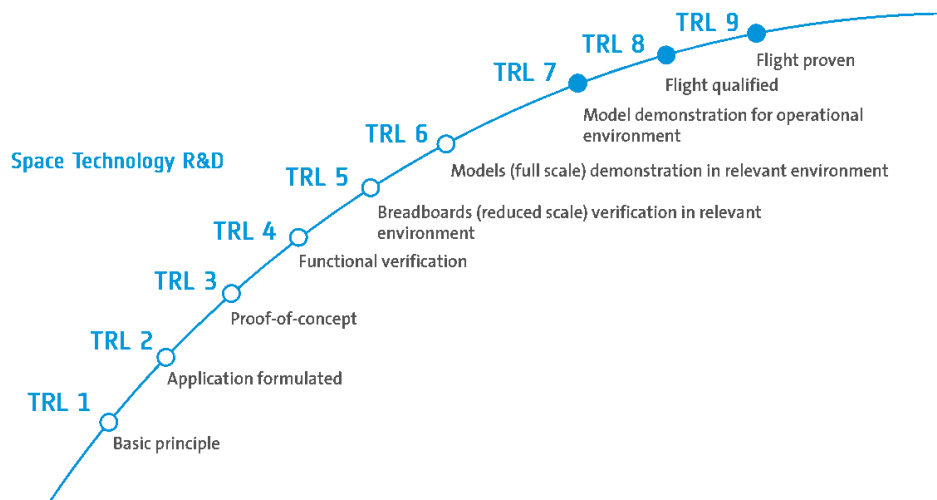 TRL 9
Flight proven
TRL 8
Flight qualified
TRL 7
Model demonstration for operational
environment
TRL 6
Models (full scale) demonstration in relevant environment
Space Technology R&D
TRL 5
Breadboards (reduced scale) verification in relevant
environment
TRL 4
Functional verification
TRL 3
Proof-of-concept
TRL 2
Application formulated
TRL 1
Basic principle